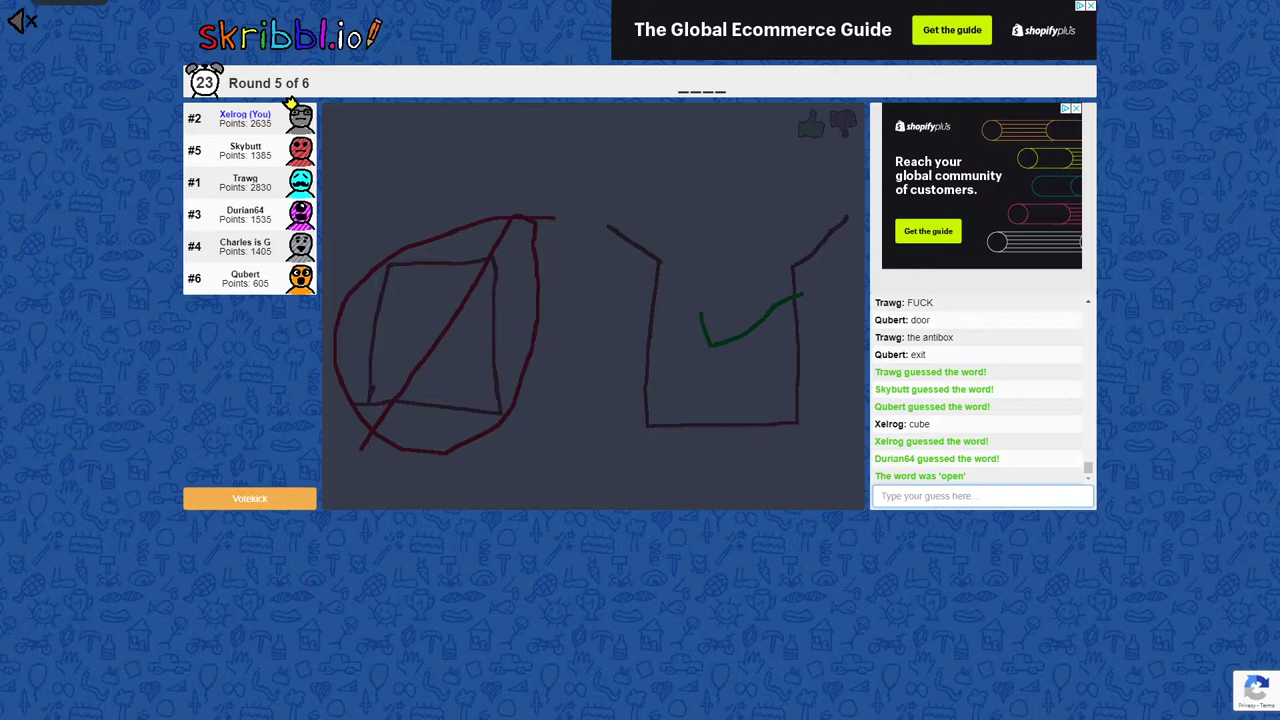 skribbl.io
The Global Ecommerce Guide
Get the guide
shopifyplus
23
Round 5 of 6
____
#2
Xelrog (You)
Points: 2635
#5
Skybutt
Points: 1385
#1
Trawg
Points: 2830
#3
Durian64
Points: 1535
#4
Charles is G
Points: 1405
#6
Qubert
Points: 605
Votekick
shopifyplus
Reach your
global community
of customers.
Get the guide
Trawg: FUCK
Qubert: door
Trawg: the antibox
Qubert: exit
Trawg guessed the word!
Skybutt guessed the word!
Qubert guessed the word!
Xelrog: cube
Xelrog guessed the word!
Durian64 guessed the word!
The word was 'open'
Type your guess here...
Privacy - Terms